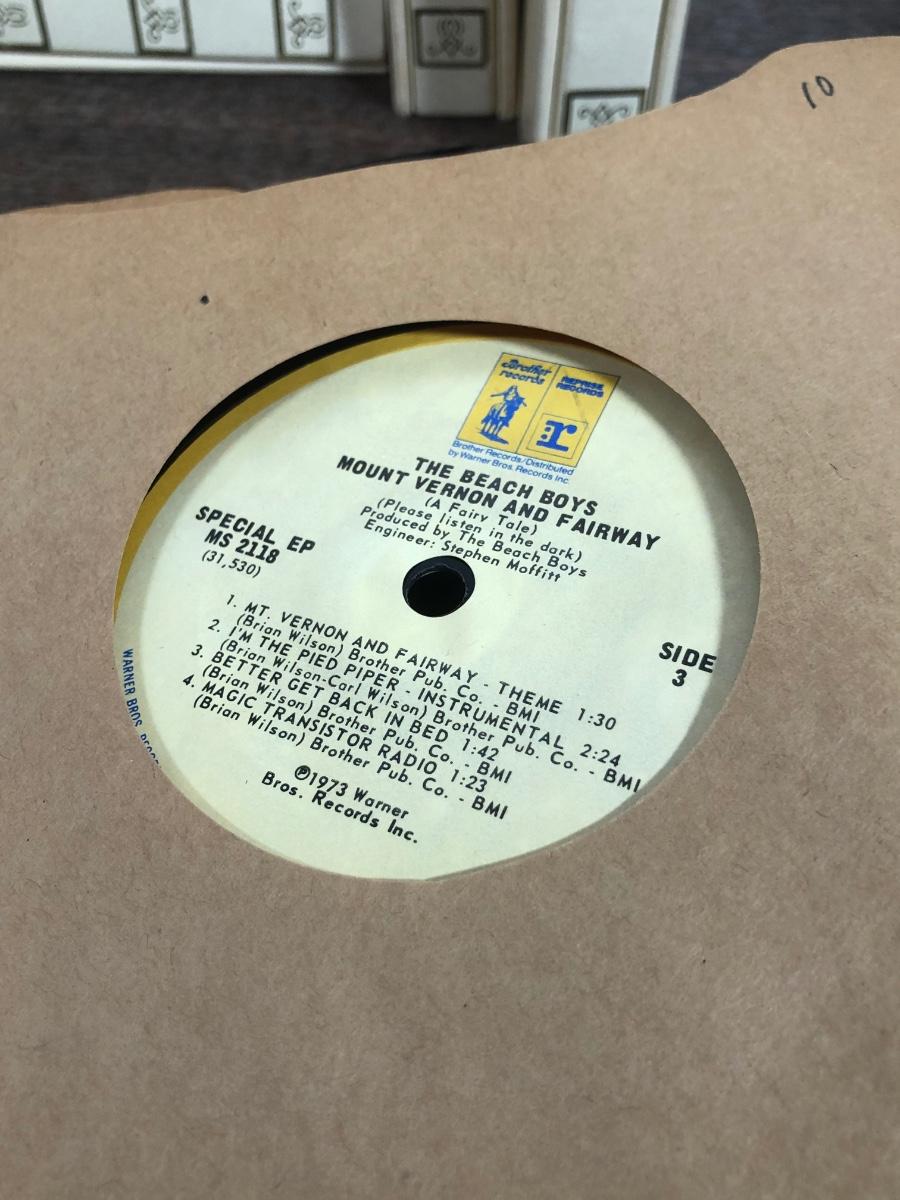 10
Brother
records
REPRISE
RECORDS
r
Brother Records/Distributed
by Warner Bros. Records Inc.
THE BEACH BOYS
MOUNT VERNON AND FAIRWAY
(A Fairy Tale)
(Please listen in the dark)
Produced by The Beach Boys
Engineer: Stephen Moffitt
SPECIAL EP
MS 2118
(31,530)
SIDE
3
1. MT. VERNON AND FAIRWAY - THEME 1:30
(Brian Wilson) Brother Pub. Co. - BMI
2. I'M THE PIED PIPER - INSTRUMENTAL 2:24
(Brian Wilson-Carl Wilson) Brother Pub. Co. - BMI
3. BETTER GET BACK IN BED 1:42
(Brian Wilson) Brother Pub. Co. - BMI
4. MAGIC TRANSISTOR RADIO 1:23
(Brian Wilson) Brother Pub. Co. - BMI
℗1973 Warner
Bros. Records Inc.
WARNER BROS.